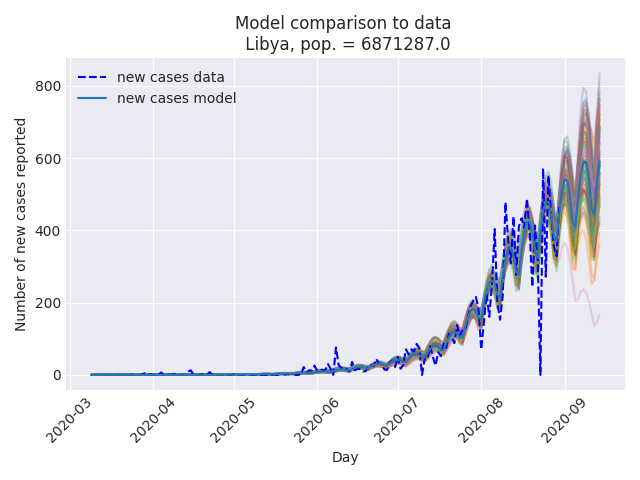 Model comparison to data
Libya, pop. = 6871287.0
new cases data
new cases model
Number of new cases reported
800
600
400
200
0
2020-03
2020-04
2020-05
2020-06
2020-07
2020-08
2020-09
Day